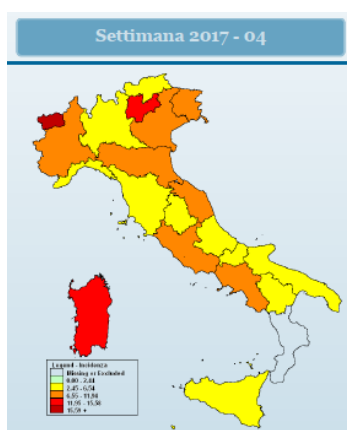 Settimana 2017 - 04
Legend - Incidenza
Missing or Excluded
0,00 - 2,44
2,45 - 6,54
6,55 - 11,94
11,95 - 15,58
15,59 +